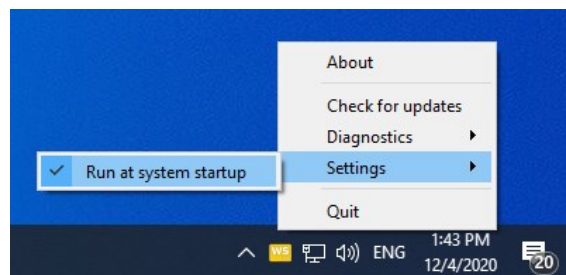 About
Check for updates
Diagnostics
Settings
Run at system startup
Quit
WS
ENG
1:43 PM
12/4/2020
20